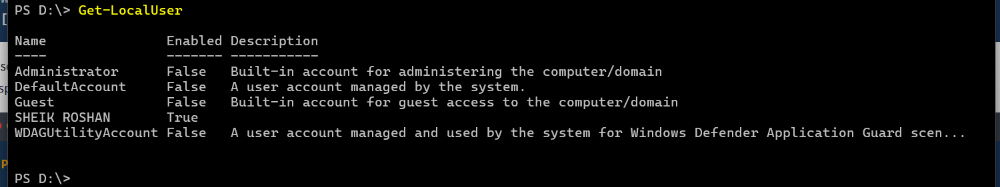 PS D:\> Get-LocalUser
Name Enabled Description
---- ------- -----------
Administrator False Built-in account for administering the computer/domain
DefaultAccount False A user account managed by the system.
Guest False Built-in account for guest access to the computer/domain
SHEIK ROSHAN True
WDAGUtilityAccount False A user account managed and used by the system for Windows Defender Application Guard scen...
PS D:\>